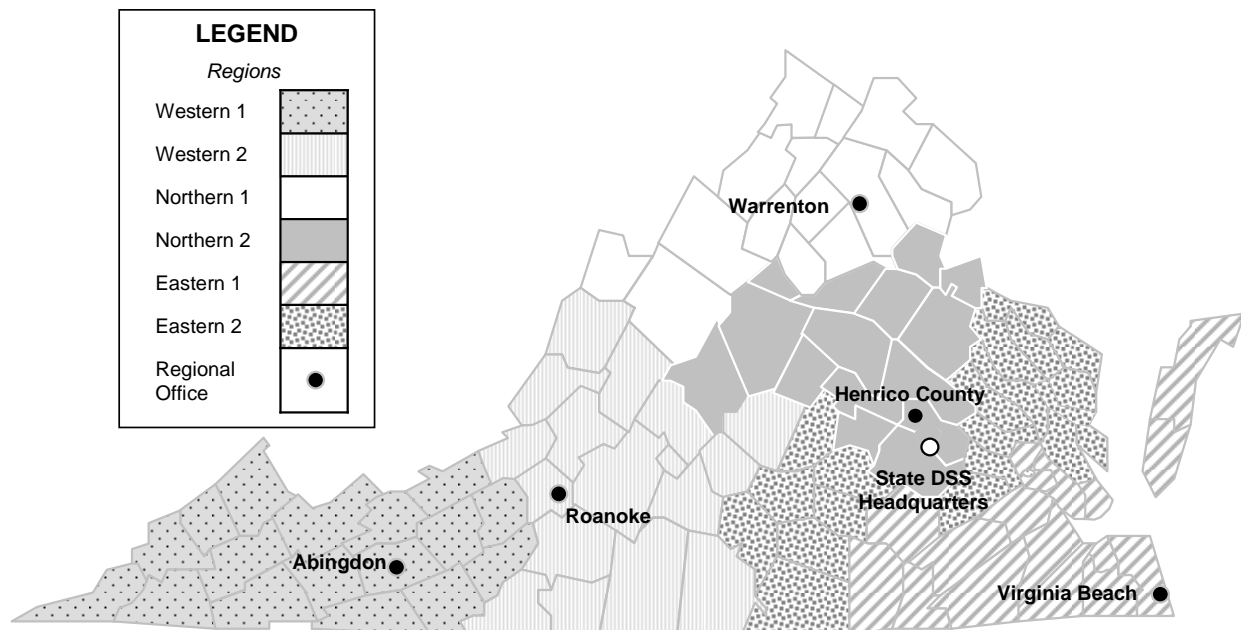 LEGEND
Regions
Western 1
Western 2
Northern 1
Northern 2
Eastern 1
Eastern 2
Regional
Office
Warrenton
Henrico County
State DSS
Headquarters
Roanoke
Abingdon
Virginia Beach